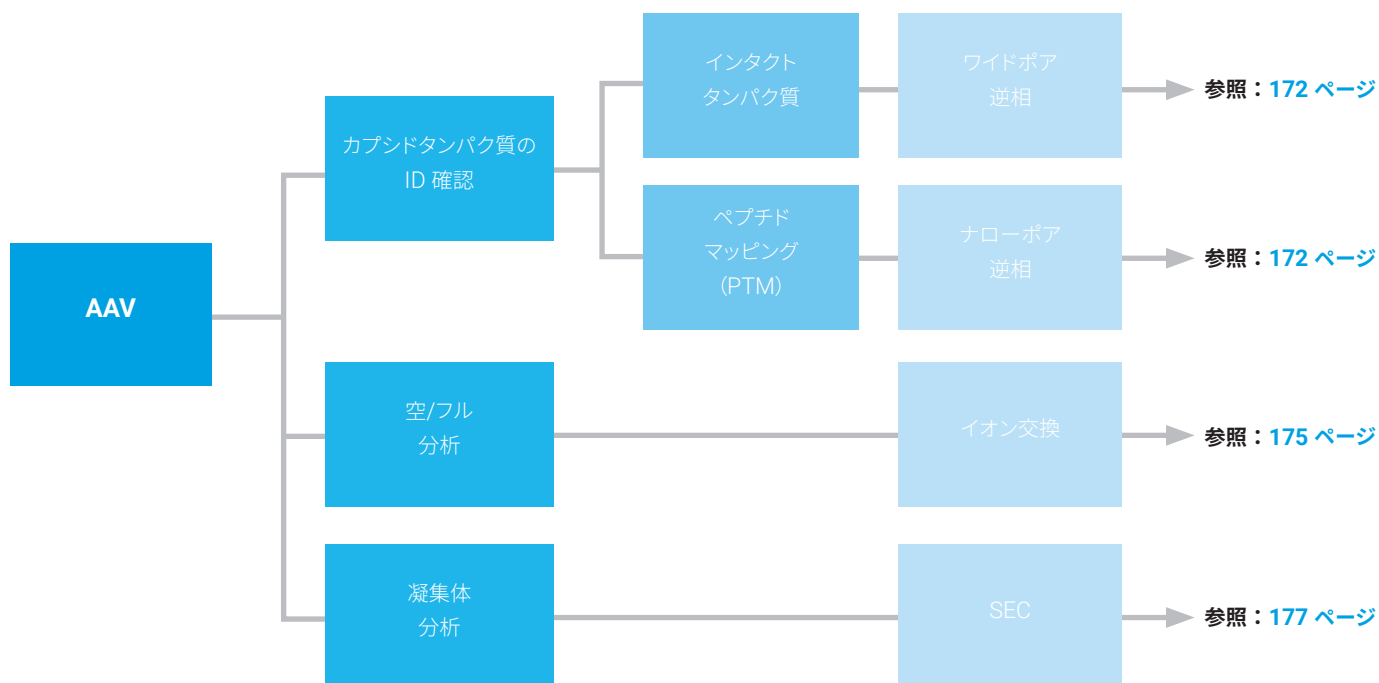 AAV
カプシドタンパク質の
ID 確認
インタクト
タンパク質
ワイドポア
逆相
参照：172 ページ
ペプチド
マッピング
（PTM）
ナローポア
逆相
参照：172 ページ
空/フル
分析
イオン交換
参照：175 ページ
凝集体
分析
SEC
参照：177 ページ